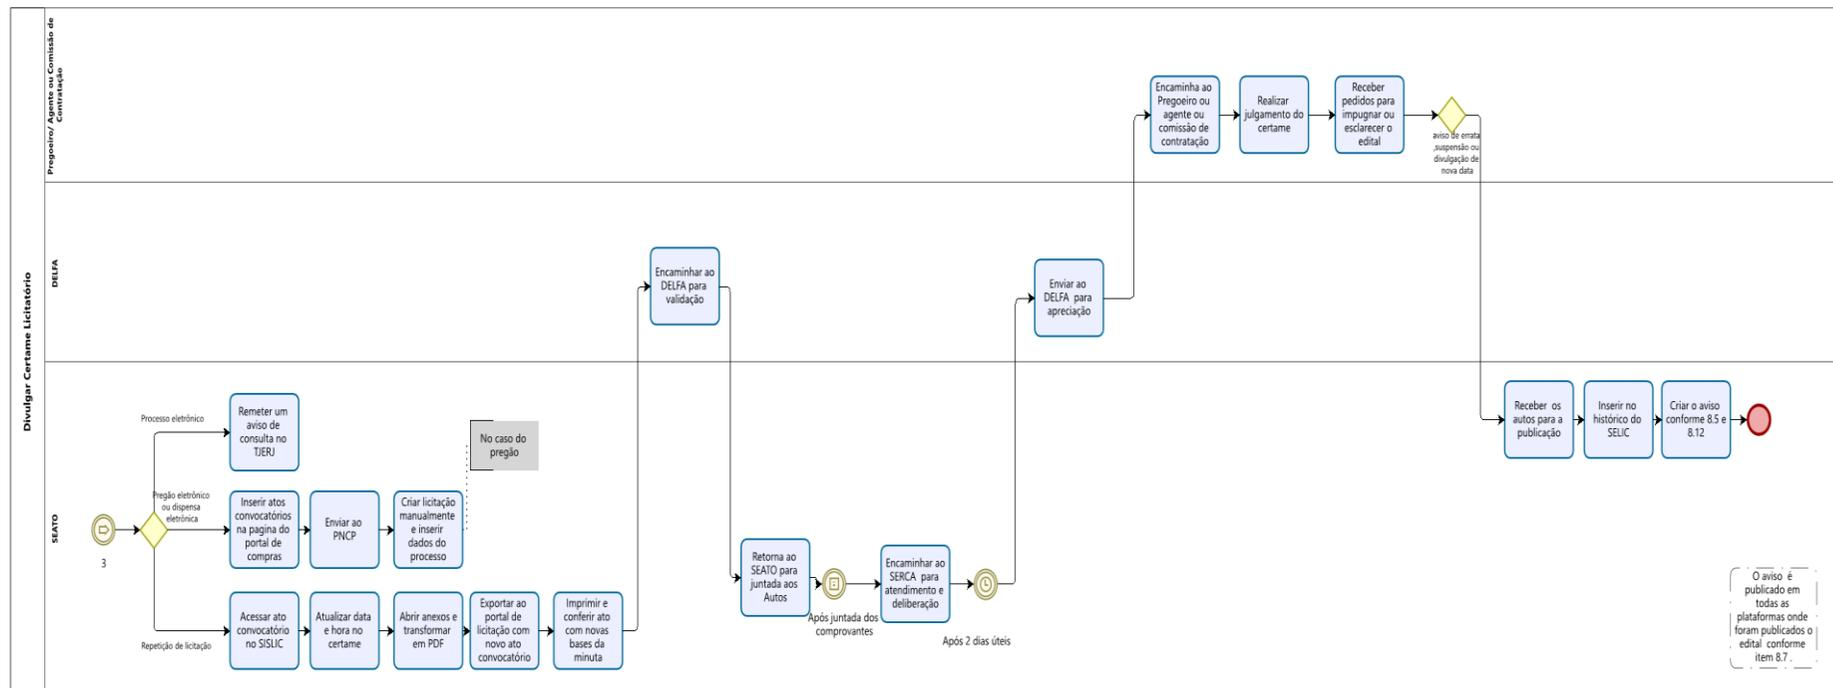 Divulgar Certame Licitatório
Pregoeiro/ Agente ou Comissão de
Contratação
Encaminha ao
Pregoeiro ou
agente ou
comissão de
contratação
Realizar
julgamento do
certame
Receber
pedidos para
impugnar ou
esclarecer o
edital
aviso de errata
,suspensão ou
divulgação de
nova data
DELFA
Encaminhar ao
DELFA para
validação
Enviar ao
DELFA para
apreciação
SEATO
3
Processo eletrônico
Remeter um
aviso de
consulta no
TJERJ
Pregão eletrônico
ou dispensa
eletrônica
Inserir atos
convocatórios
na pagina do
portal de
compras
Enviar ao
PNCP
Criar licitação
manualmente
e inserir
dados do
processo
No caso do
pregão
Repetição de licitação
Acessar ato
convocatório
no SISLIC
Atualizar data
e hora no
certame
Abrir anexos e
transformar
em PDF
Exportar ao
portal de
licitação com
novo ato
convocatório
Imprimir e
conferir ato
com novas
bases da
minuta
Retorna ao
SEATO para
juntada aos
Autos
Após juntada dos
comprovantes
Encaminhar ao
SERCA para
atendimento e
deliberação
Após 2 dias úteis
Receber os
autos para a
publicação
Inserir no
histórico do
SELIC
Criar o aviso
conforme 8.5 e
8.12
O aviso é
publicado em
todas as
plataformas onde
foram publicados o
edital conforme
item 8.7 .